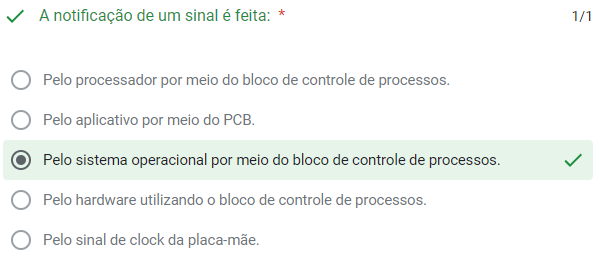 A notificação de um sinal é feita: * 1/1
Pelo processador por meio do bloco de controle de processos.
Pelo aplicativo por meio do PCB.
Pelo sistema operacional por meio do bloco de controle de processos.
Pelo hardware utilizando o bloco de controle de processos.
Pelo sinal de clock da placa-mãe.